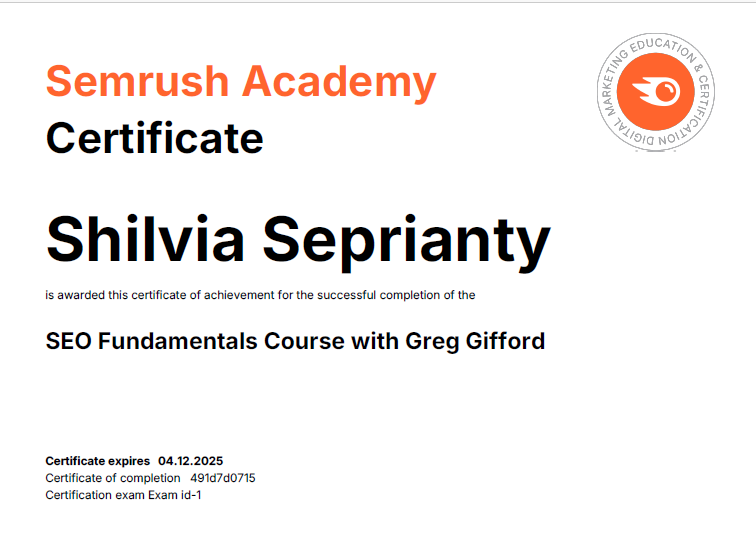 Semrush Academy
Certificate
DIGITAL MARKETING EDUCATION & CERTIFICATION
Shilvia Seprianty
is awarded this certificate of achievement for the successful completion of the
SEO Fundamentals Course with Greg Gifford
Certificate expires 04.12.2025
Certificate of completion 491d7d0715
Certification exam Exam id-1